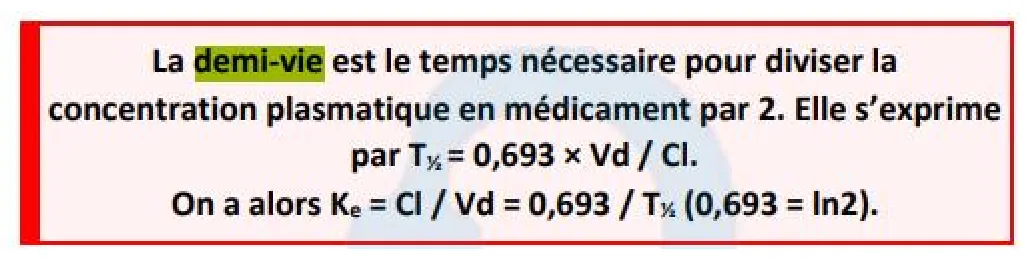 La demi-vie est le temps nécessaire pour diviser la
concentration plasmatique en médicament par 2. Elle s’exprime
par T½ = 0,693 × Vd / Cl.
On a alors Ke = Cl / Vd = 0,693 / T½ (0,693 = ln2).